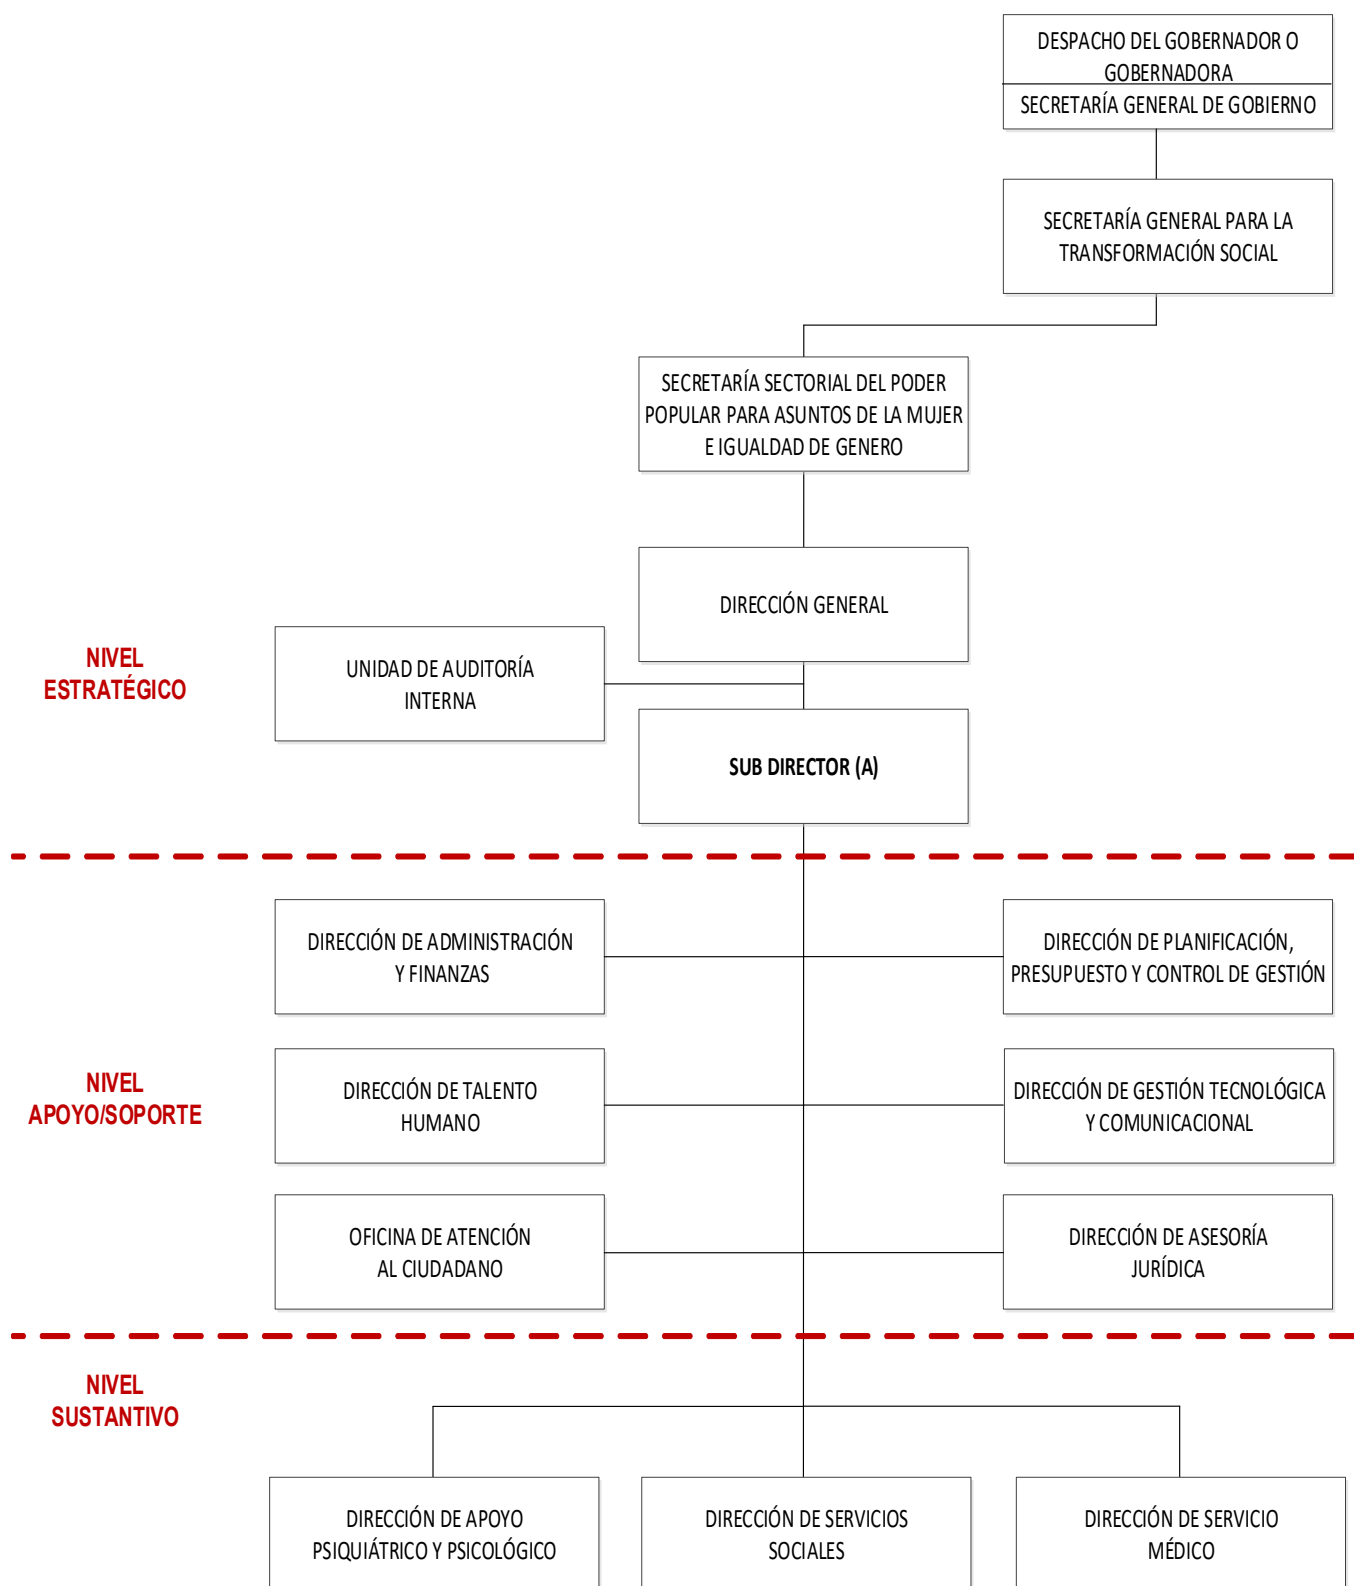 DESPACHO DEL GOBERNADOR O
GOBERNADORA
SECRETARÍA GENERAL DE GOBIERNO
SECRETARÍA GENERAL PARA LA
TRANSFORMACIÓN SOCIAL
SECRETARÍA SECTORIAL DEL PODER
POPULAR PARA ASUNTOS DE LA MUJER
E IGUALDAD DE GENERO
DIRECCIÓN GENERAL
NIVEL
ESTRATÉGICO
UNIDAD DE AUDITORÍA
INTERNA
SUB DIRECTOR (A)
DIRECCIÓN DE ADMINISTRACIÓN
Y FINANZAS
DIRECCIÓN DE PLANIFICACIÓN,
PRESUPUESTO Y CONTROL DE GESTIÓN
NIVEL
APOYO/SOPORTE
DIRECCIÓN DE TALENTO
HUMANO
DIRECCIÓN DE GESTIÓN TECNOLÓGICA
Y COMUNICACIONAL
OFICINA DE ATENCIÓN
AL CIUDADANO
DIRECCIÓN DE ASESORÍA
JURÍDICA
NIVEL
SUSTANTIVO
DIRECCIÓN DE APOYO
PSIQUIÁTRICO Y PSICOLÓGICO
DIRECCIÓN DE SERVICIOS
SOCIALES
DIRECCIÓN DE SERVICIO
MÉDICO